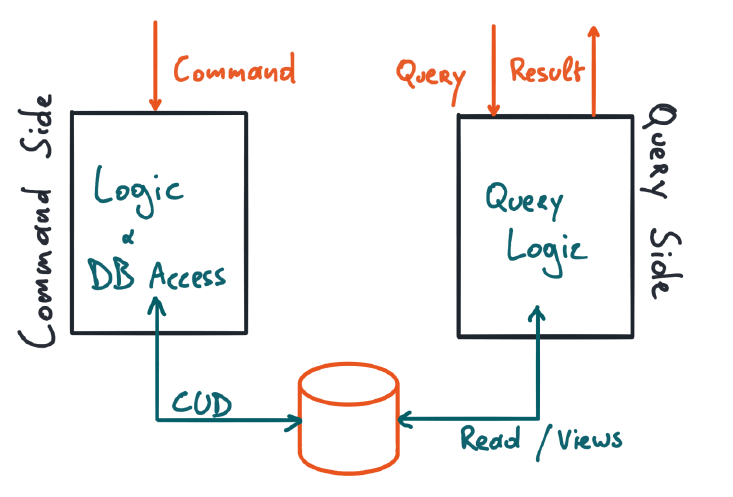 Command
Query
Result
Command Side
Logic
&
DB Access
Query
Logic
Query Side
CUD
Read / Views